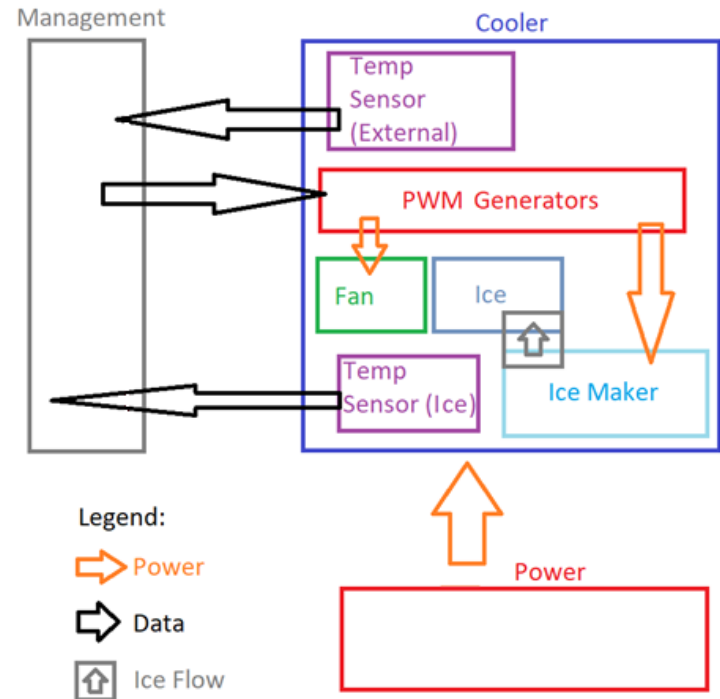 Management
Cooler
Temp
Sensor
(External)
PWM Generators
Fan
Ice
Temp
Sensor (Ice)
Ice Maker
Legend:
Power
Data
Ice Flow
Power